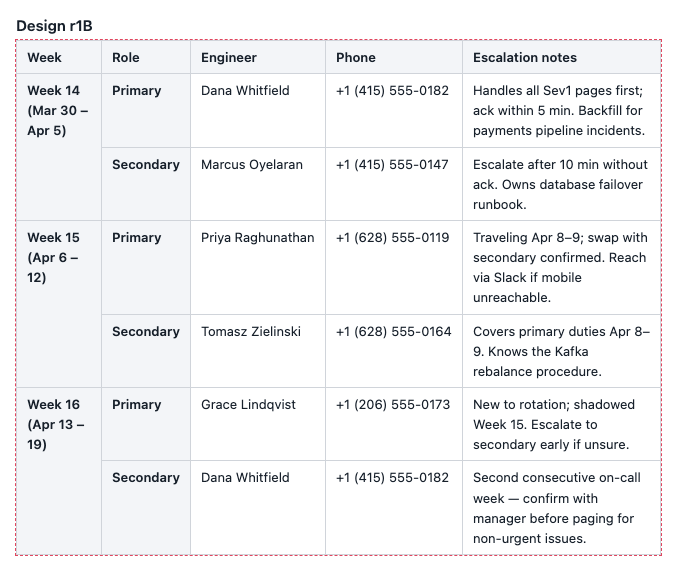 Design r1B
Week Role Engineer Phone Escalation notes
Week 14 (Mar 30 – Apr 5) Primary Dana Whitfield +1 (415) 555-0182 Handles all Sev1 pages first;
ack within 5 min. Backfill for
payments pipeline incidents.
Secondary Marcus Oyelaran +1 (415) 555-0147 Escalate after 10 min without
ack. Owns database failover
runbook.
Week 15 (Apr 6 – 12) Primary Priya Raghunathan +1 (628) 555-0119 Traveling Apr 8–9; swap with
secondary confirmed. Reach
via Slack if mobile
unreachable.
Secondary Tomasz Zielinski +1 (628) 555-0164 Covers primary duties Apr 8–
9. Knows the Kafka
rebalance procedure.
Week 16 (Apr 13 – 19) Primary Grace Lindqvist +1 (206) 555-0173 New to rotation; shadowed
Week 15. Escalate to
secondary early if unsure.
Secondary Dana Whitfield +1 (415) 555-0182 Second consecutive on-call
week — confirm with
manager before paging for
non-urgent issues.